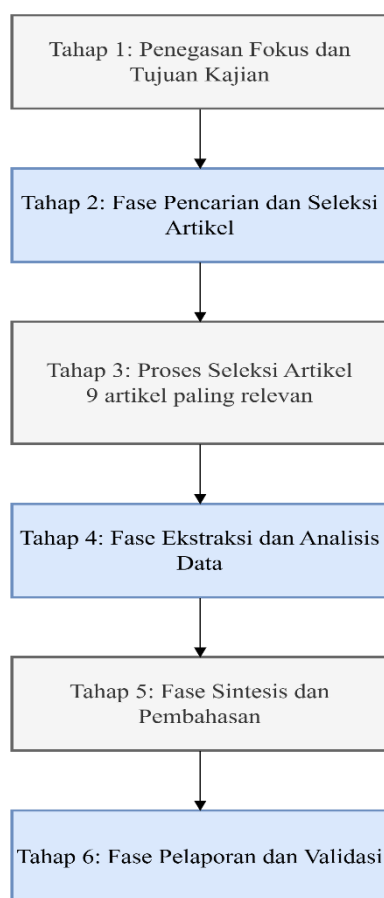 Tahap 1: Penegasan Fokus dan
Tujuan Kajian
Tahap 2: Fase Pencarian dan Seleksi
Artikel
Tahap 3: Proses Seleksi Artikel
9 artikel paling relevan
Tahap 4: Fase Ekstraksi dan Analisis
Data
Tahap 5: Fase Sintesis dan
Pembahasan
Tahap 6: Fase Pelaporan dan Validasi